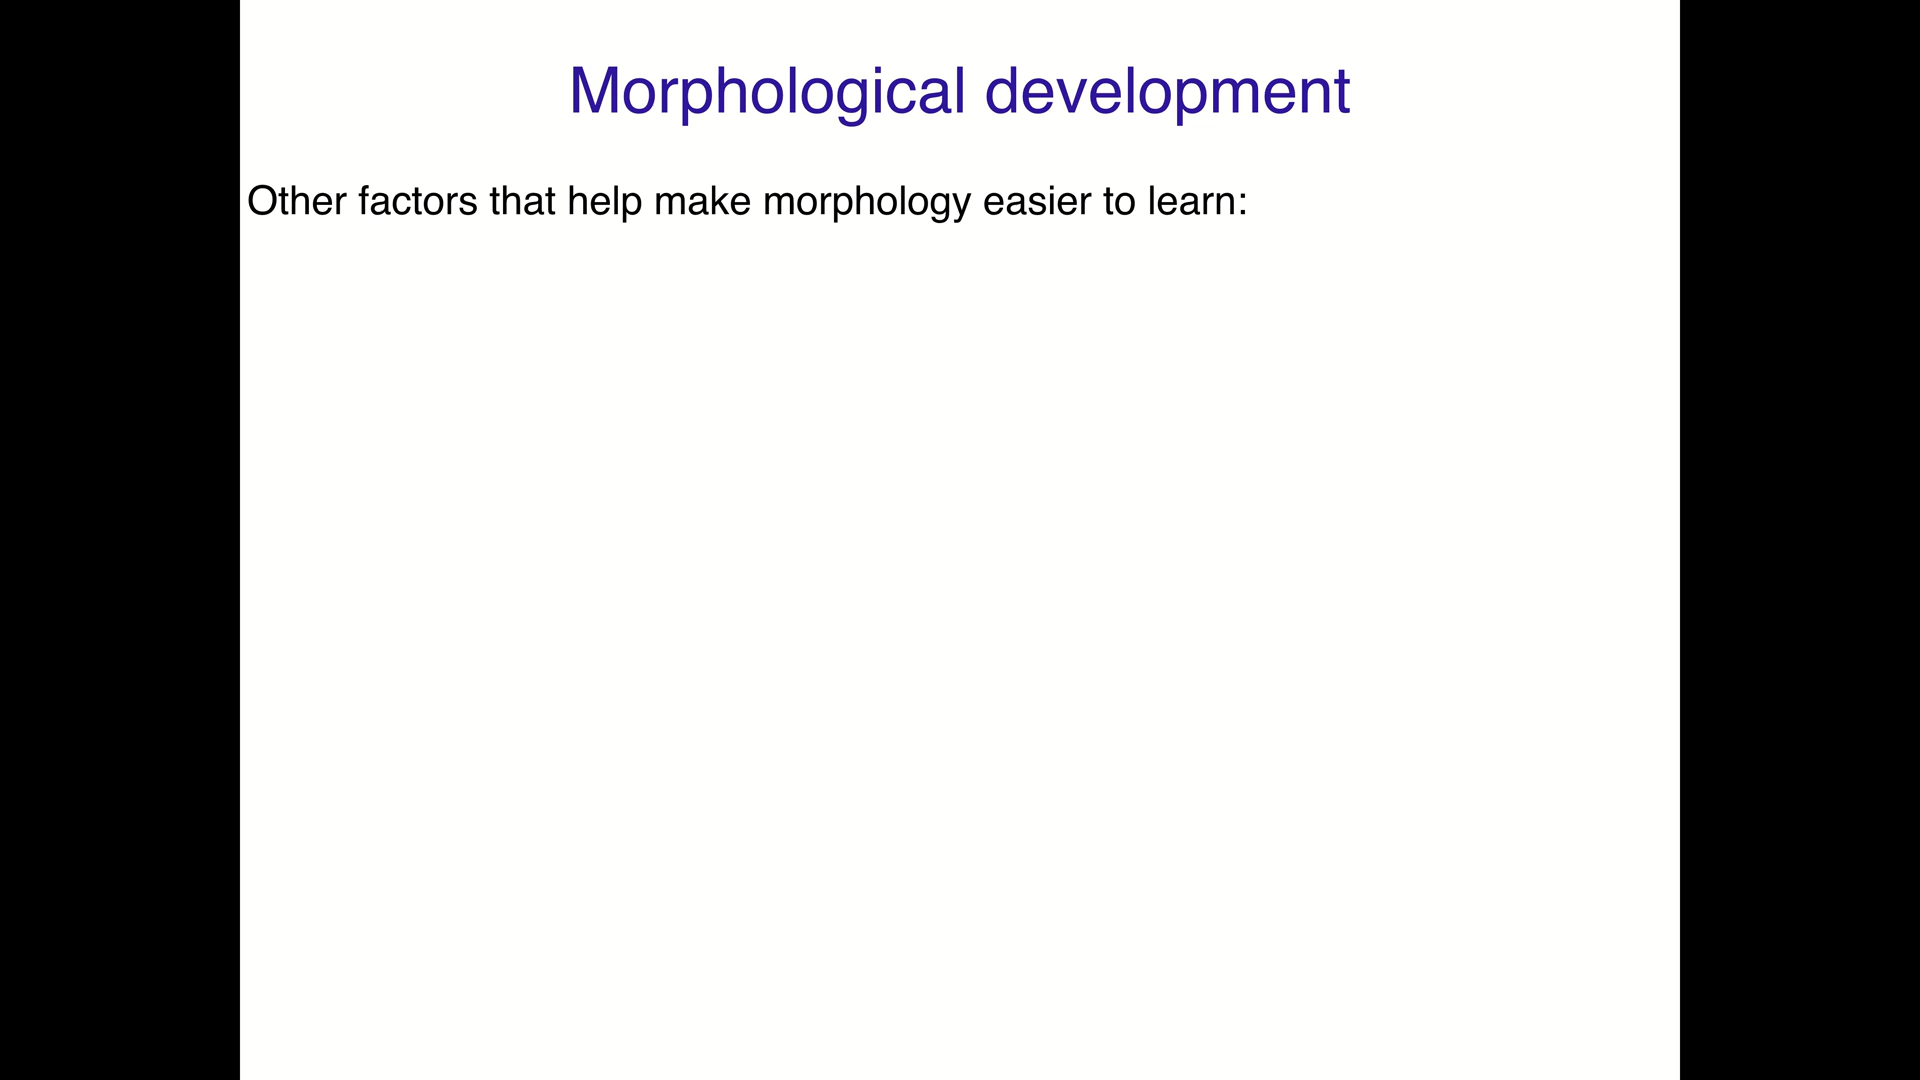 Morphological development
Other factors that help make morphology easier to learn: